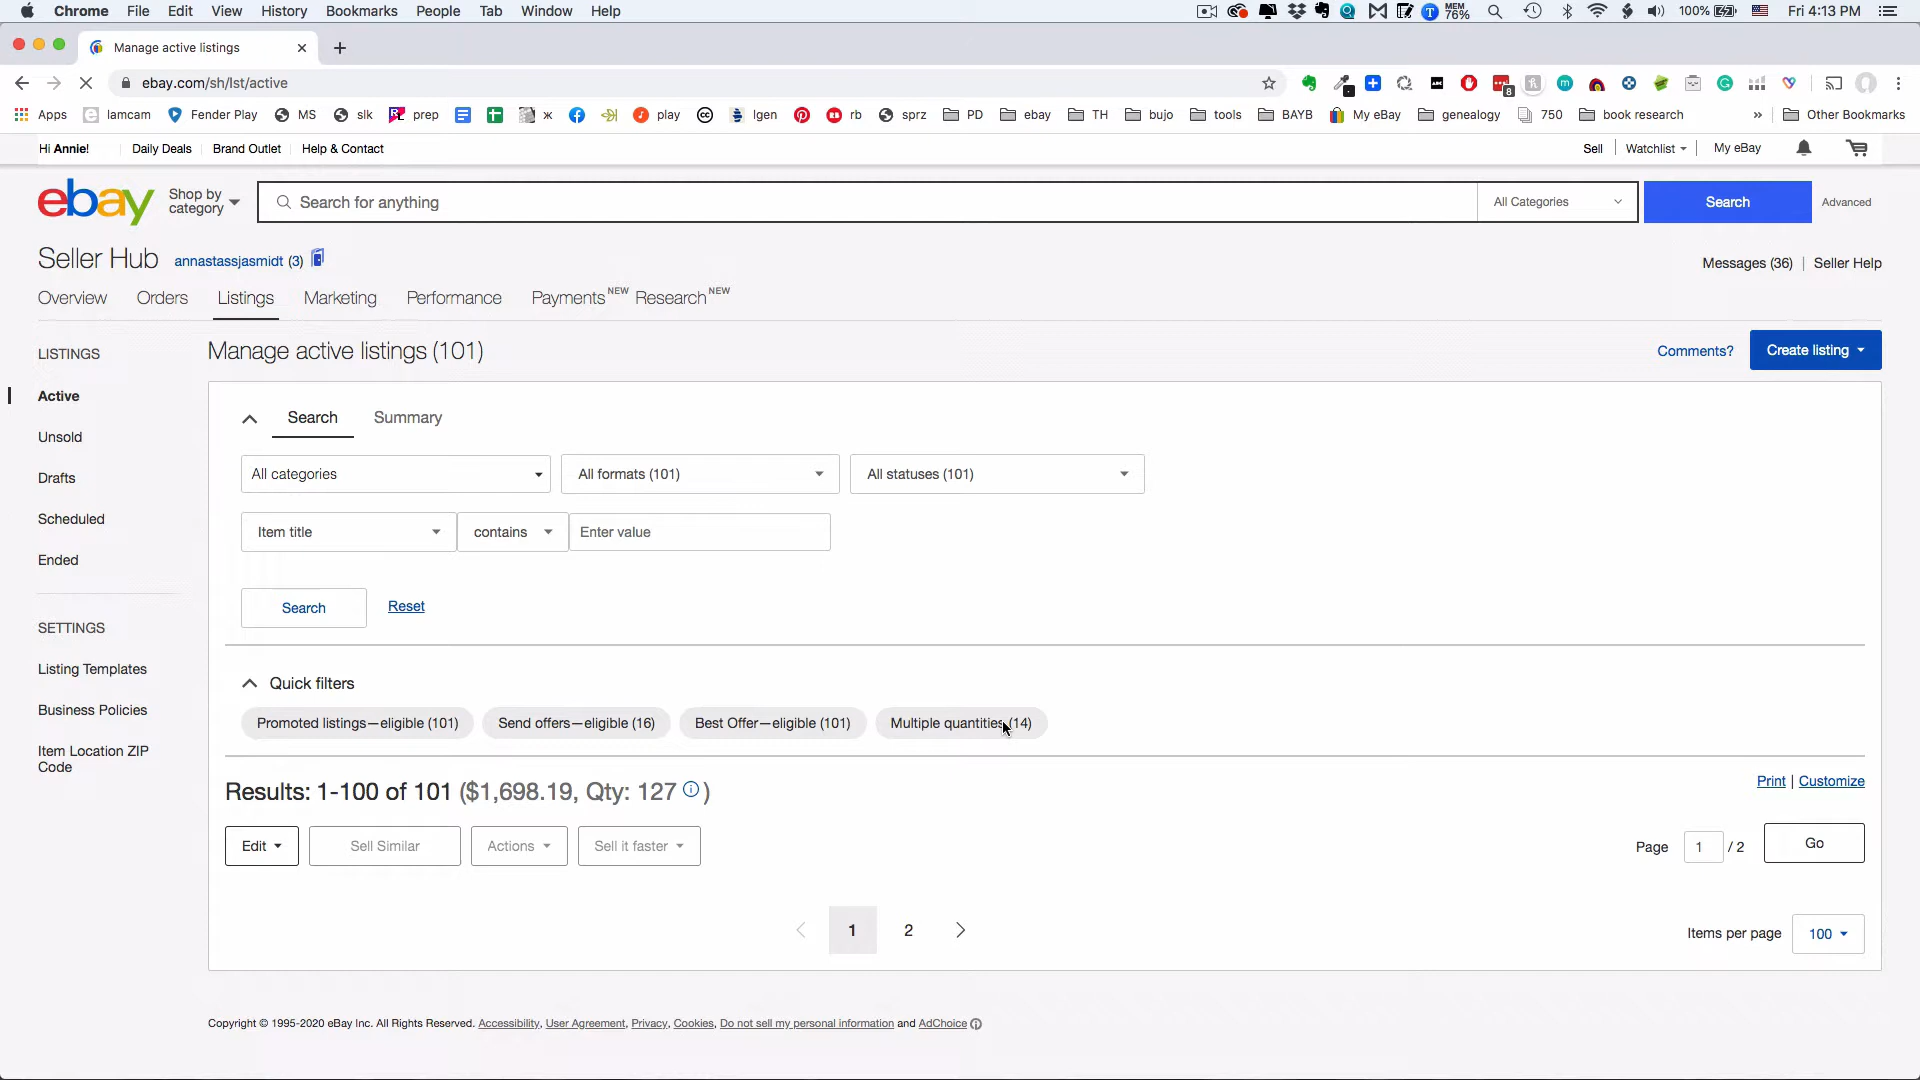 Chrome File Edit View History Bookmarks People Tab Window Help MEM 76% 100% Fri 4:13 PM
Manage active listings
ebay.com/sh/lst/active
Apps Iamcam Fender Play MS slk prep play lgen rb sprz PD ebay TH bujo tools BAYB My eBay genealogy 750 book research » Other Bookmarks
Hi Annie! Daily Deals Brand Outlet Help & Contact Sell Watchlist My eBay
ebay Shop by category Search for anything All Categories Search Advanced
Seller Hub annastassjasmidt (3) Messages (36) | Seller Help
Overview Orders Listings Marketing Performance Payments NEW Research NEW
LISTINGS
Active
Unsold
Drafts
Scheduled
Ended
SETTINGS
Listing Templates
Business Policies
Item Location ZIP
Code
Manage active listings (101) Comments? Create listing
Search Summary
All categories All formats (101) All statuses (101)
Item title contains Enter value
Search Reset
Quick filters
Promoted listings—eligible (101) Send offers—eligible (16) Best Offer—eligible (101) Multiple quantities (14)
Results: 1-100 of 101 ($1,698.19, Qty: 127 ) Print | Customize
Edit Sell Similar Actions Sell it faster Page 1 / 2 Go
1 2 Items per page 100
Copyright © 1995-2020 eBay Inc. All Rights Reserved. Accessibility, User Agreement, Privacy, Cookies, Do not sell my personal information and AdChoice